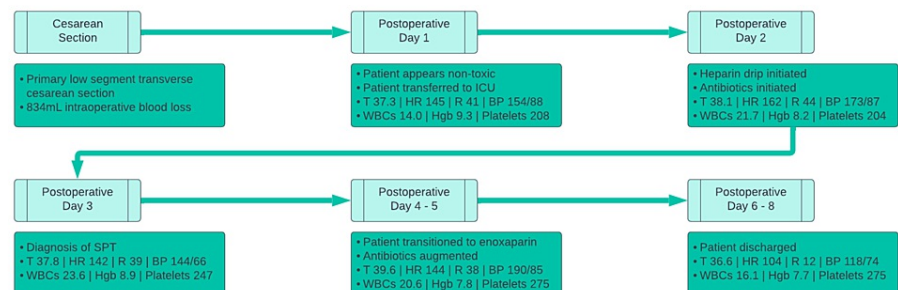 Cesarean
Section
• Primary low segment transverse
cesarean section
• 834mL intraoperative blood loss
Postoperative
Day 1
• Patient appears non-toxic
• Patient transferred to ICU
• T 37.3 | HR 145 | R 41 | BP 154/88
• WBCs 14.0 | Hgb 9.3 | Platelets 208
Postoperative
Day 2
• Heparin drip initiated
• Antibiotics initiated
• T 38.1 | HR 162 | R 44 | BP 173/87
• WBCs 21.7 | Hgb 8.2 | Platelets 204
Postoperative
Day 3
• Diagnosis of SPT
• T 37.8 | HR 142 | R 39 | BP 144/66
• WBCs 23.6 | Hgb 8.9 | Platelets 247
Postoperative
Day 4 - 5
• Patient transitioned to enoxaparin
• Antibiotics augmented
• T 39.6 | HR 144 | R 38 | BP 190/85
• WBCs 20.6 | Hgb 7.8 | Platelets 275
Postoperative
Day 6 - 8
• Patient discharged
• T 36.6 | HR 104 | R 12 | BP 118/74
• WBCs 16.1 | Hgb 7.7 | Platelets 275